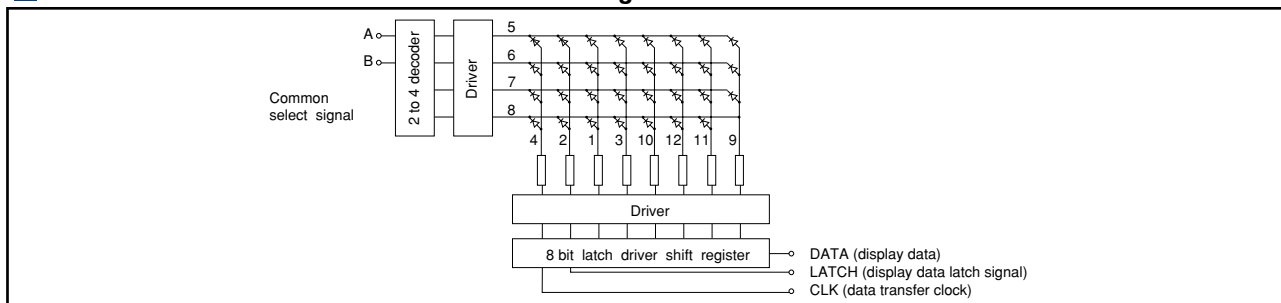 A
B
Common
select signal
2 to 4 decoder
Driver
5
6
7
8
4 2 1 3 10 12 11 9
Driver
8 bit latch driver shift register
DATA (display data)
LATCH (display data latch signal)
CLK (data transfer clock)